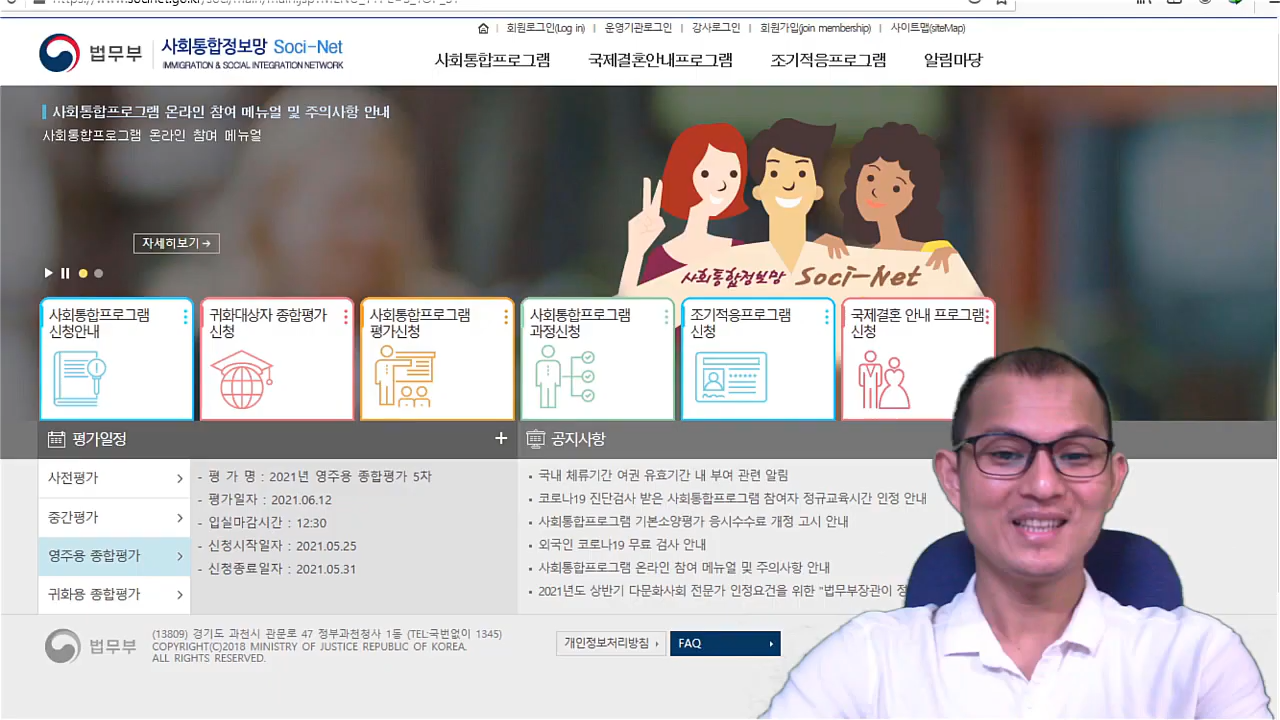 회원로그인(Log in) | 운영기관로그인 | 강사로그인 | 회원가입(join membership) | 사이트맵(siteMap)
법무부
사회통합정보망 Soci-Net
IMMIGRATION & SOCIAL INTEGRATION NETWORK
사회통합프로그램 국제결혼안내프로그램 조기적응프로그램 알림마당
사회통합프로그램 온라인 참여 메뉴얼 및 주의사항 안내
사회통합프로그램 온라인 참여 메뉴얼
자세히보기
사회통합정보망 Soci-Net
사회통합프로그램
신청안내
귀화대상자 종합평가
신청
사회통합프로그램
평가신청
사회통합프로그램
과정신청
조기적응프로그램
신청
국제결혼 안내 프로그램
신청
평가일정 +
사전평가
중간평가
영주용 종합평가
귀화용 종합평가
- 평 가 명 : 2021년 영주용 종합평가 5차
- 평가일자 : 2021.06.12
- 입실마감시간 : 12:30
- 신청시작일자 : 2021.05.25
- 신청종료일자 : 2021.05.31
공지사항
국내 체류기간 여권 유효기간 내 부여 관련 알림
코로나19 진단검사 받은 사회통합프로그램 참여자 정규교육시간 인정 안내
사회통합프로그램 기본소양평가 응시수수료 개정 고시 안내
외국인 코로나19 무료 검사 안내
사회통합프로그램 온라인 참여 메뉴얼 및 주의사항 안내
2021년도 상반기 다문화사회 전문가 인정요건을 위한 "법무부장관이 정
법무부
(13809) 경기도 과천시 관문로 47 정부과천청사 1동 (TEL:국번없이 1345)
COPYRIGHT(C)2018 MINISTRY OF JUSTICE REPUBLIC OF KOREA.
ALL RIGHTS RESERVED.
개인정보처리방침
FAQ